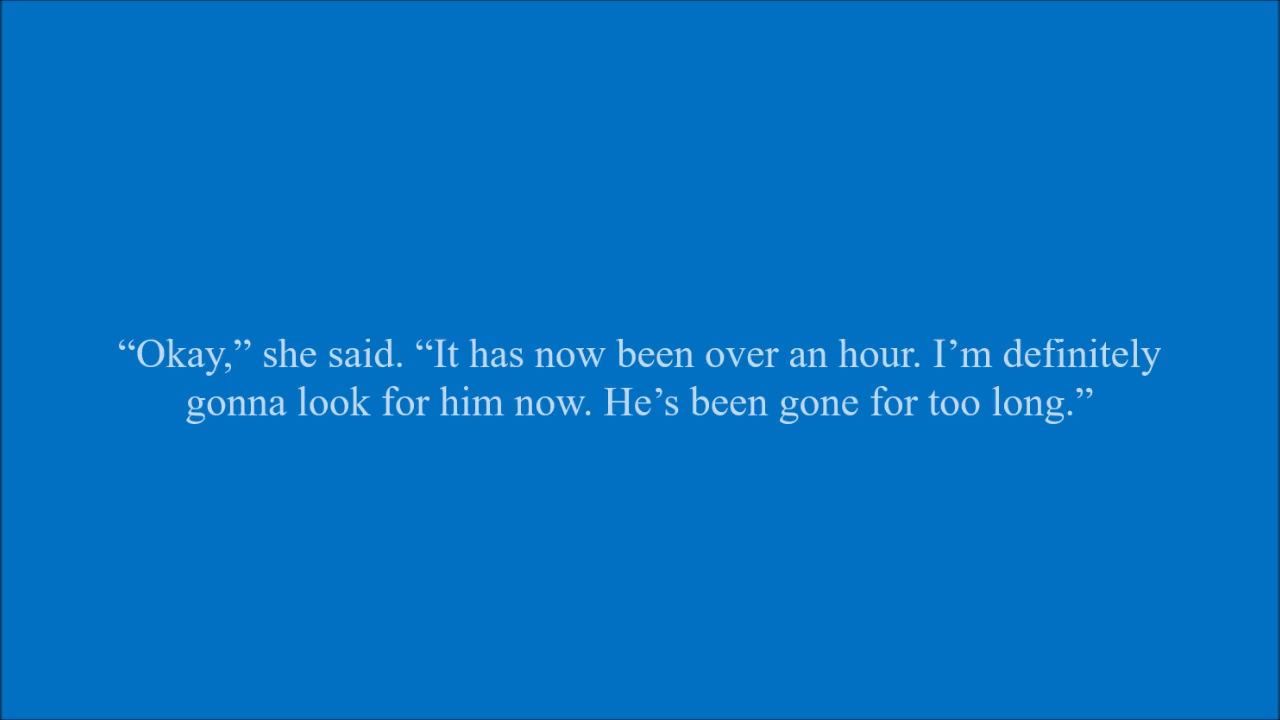 “Okay,” she said. “It has now been over an hour. I’m definitely
gonna look for him now. He’s been gone for too long.”